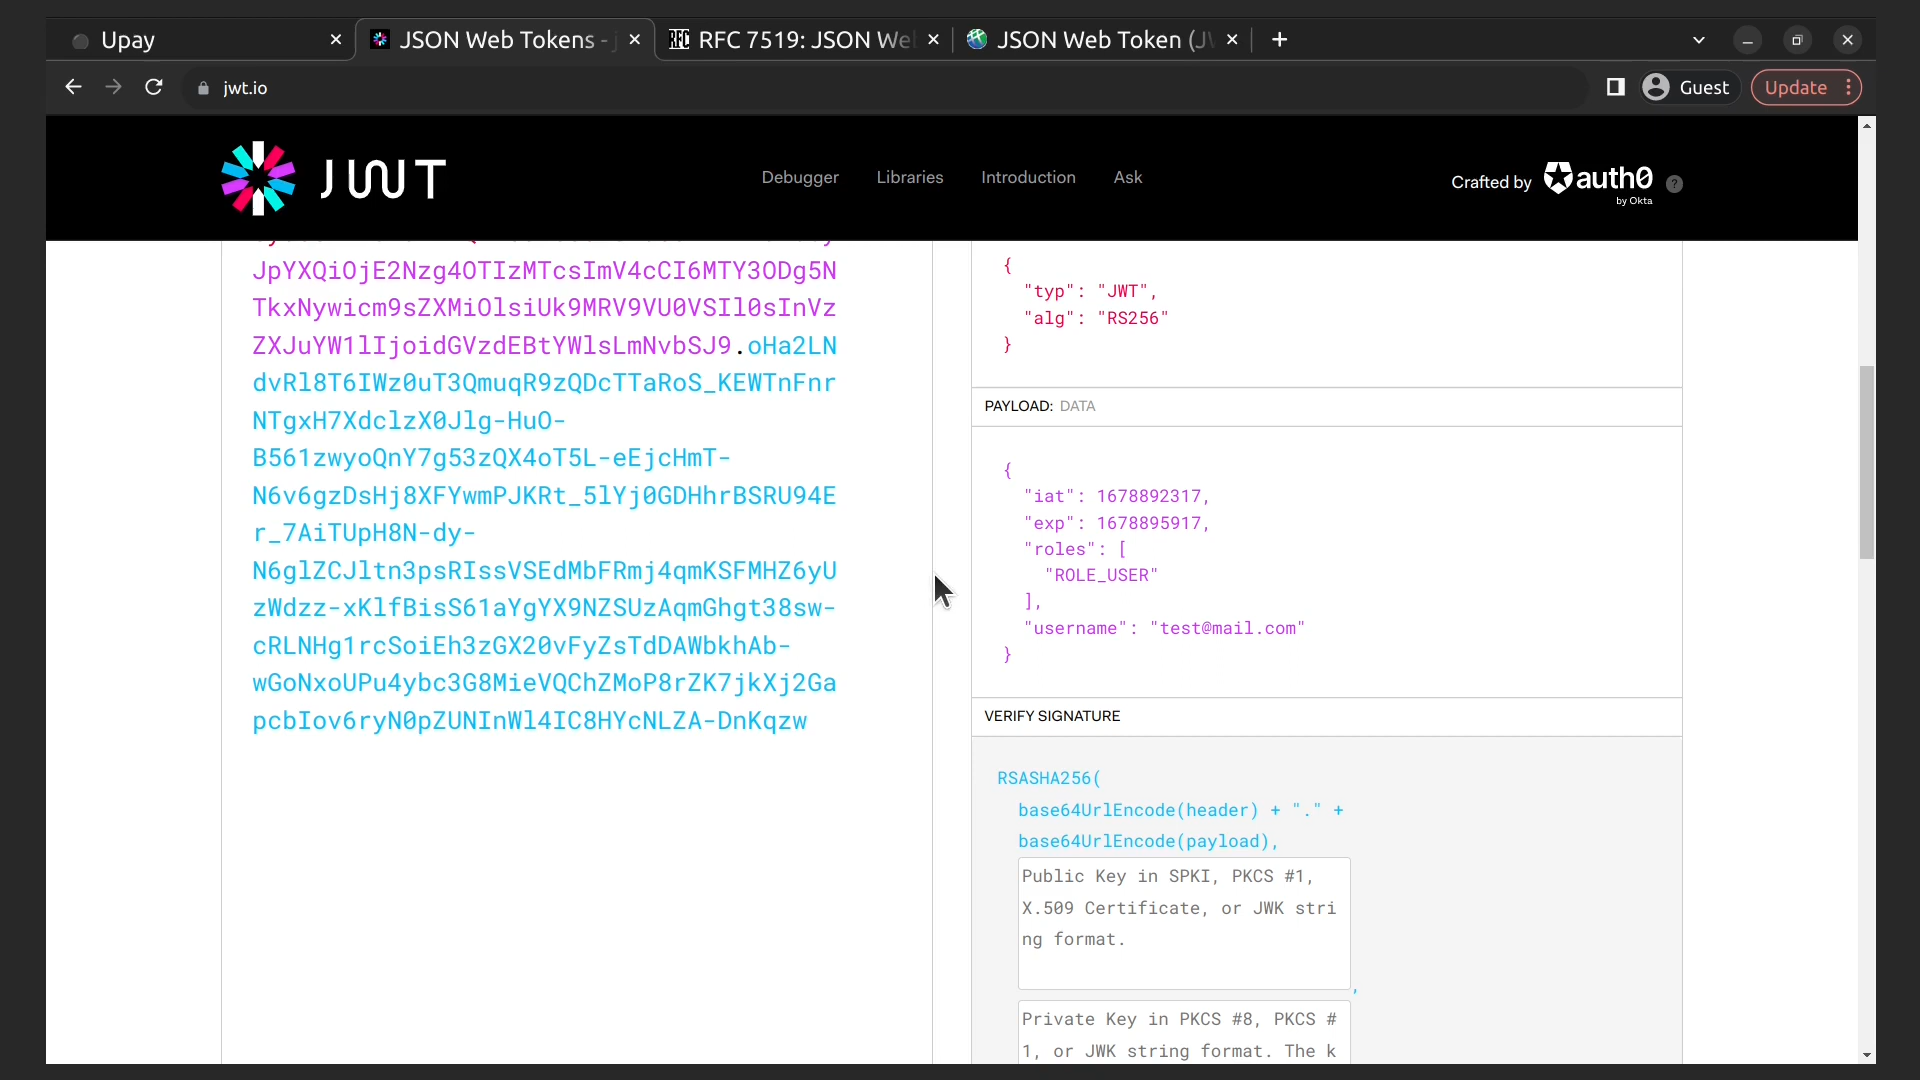 Upay
JSON Web Tokens - j
RFC 7519: JSON We
JSON Web Token (J
jwt.io
Guest
Update
JWT
Debugger
Libraries
Introduction
Ask
Crafted by
auth0
by Okta
?
JpYXQiOjE2Nzg4OTIzMTcsImV4cCI6MTY3ODg5N
TkxNywicm9sZXMiOlsiUk9MRV9VU0VSIl0sInVz
ZXJuYW1lIjoidGVzdEBtYWlsLmNvbSJ9.oHa2LN
dvRl8T6IWz0uT3QmuqR9zQDcTTaRoS_KEWTnFnr
NTgxH7XdclzX0Jlg-HuO-
B561zwyoQnY7g53zQX4oT5L-eEjcHmT-
N6v6gzDsHj8XFYwmPJKRt_5lYj0GDHhrBSRU94E
r_7AiTUpH8N-dy-
N6glZCJltn3psRIssVSEdMbFRmj4qmKSFMHZ6yU
zWdzz-xKlfBisS61aYgYX9NZSUzAqmGhgt38sw-
cRLNHg1rcSoiEh3zGX20vFyZsTdDAWbkhAb-
wGoNxoUPu4ybc3G8MieVQChZMoP8rZK7jkXj2Ga
pcbIov6ryN0pZUNInWl4IC8HYcNLZA-DnKqzw
{
"typ": "JWT",
"alg": "RS256"
}
PAYLOAD: DATA
{
"iat": 1678892317,
"exp": 1678895917,
"roles": [
"ROLE_USER"
],
"username": "test@mail.com"
}
VERIFY SIGNATURE
RSASHA256(
base64UrlEncode(header) + "." +
base64UrlEncode(payload),
Public Key in SPKI, PKCS #1,
X.509 Certificate, or JWK stri
ng format.
,
Private Key in PKCS #8, PKCS #
1, or JWK string format. The k